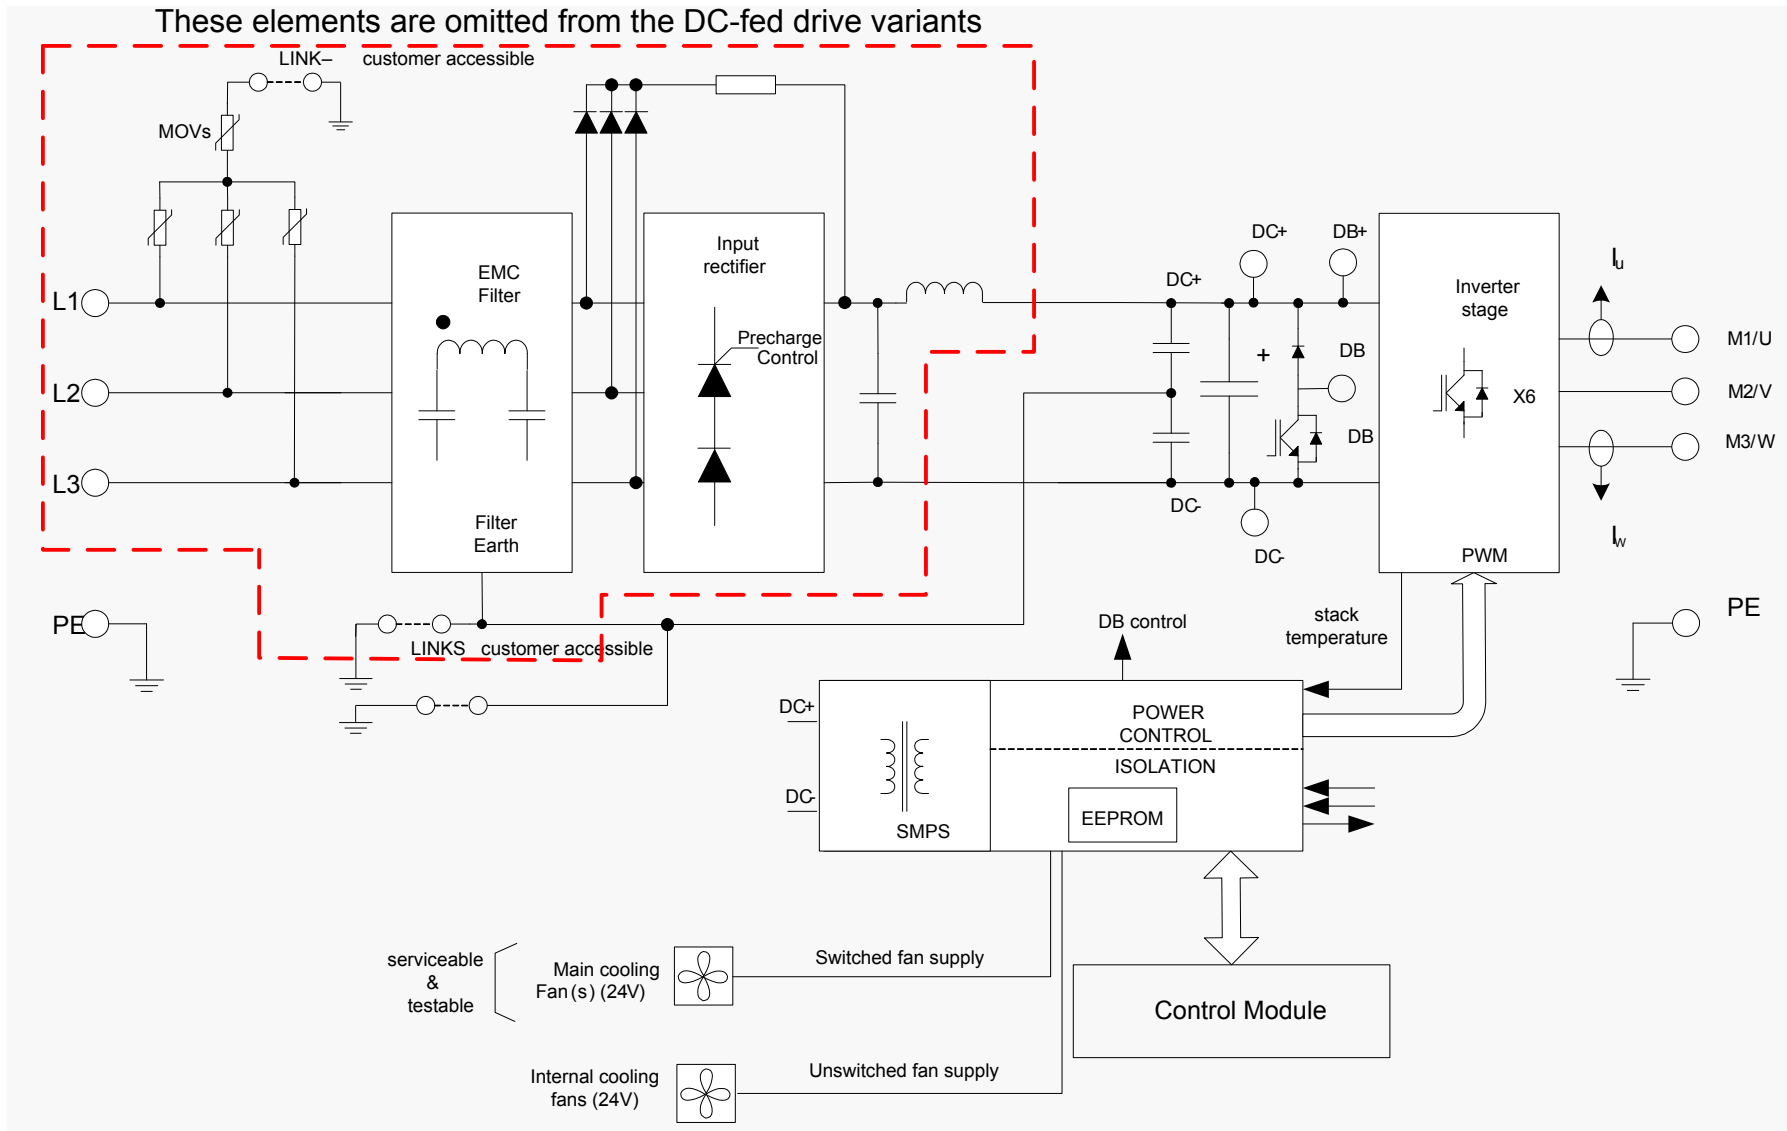 These elements are omitted from the DC-fed drive variants
LINK– customer accessible
MOVs
EMC
Filter
Input
rectifier
Precharge
Control
L1
L2
L3
Filter
Earth
PE
LINKS customer accessible
DC+
DC+
DB+
+
DB
DB
DC-
DC-
Inverter
stage
X6
PWM
Iu
M1/U
M2/V
M3/W
Iw
PE
stack
temperature
DB control
DC+
DC-
SMPS
POWER
CONTROL
ISOLATION
EEPROM
serviceable
&
testable
Main cooling
Fan(s) (24V)
Switched fan supply
Control Module
Internal cooling
fans (24V)
Unswitched fan supply